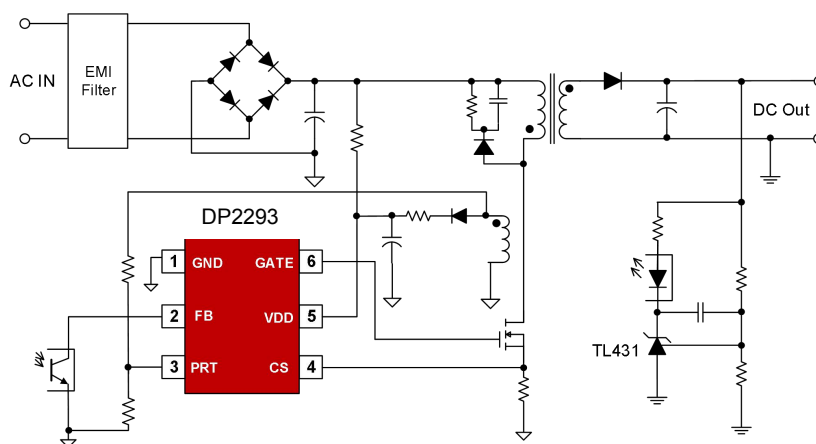 AC IN
EMI
Filter
DC Out
DP2293
1 GND GATE 6
2 FB VDD 5
3 PRT CS 4
TL431